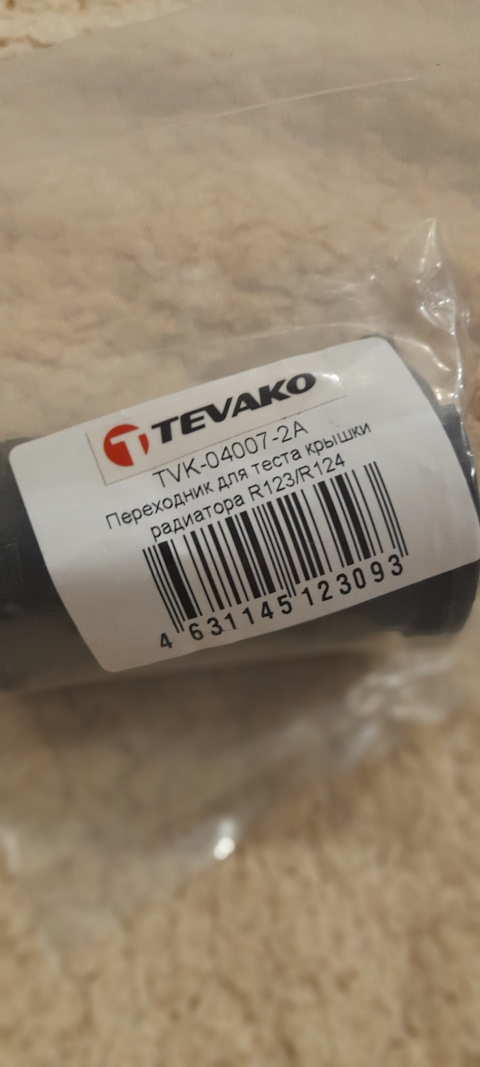 TEVAKO
TVK-04007-2A
Переходник для теста крышки
радиатора R123/R124
4 631145 123093